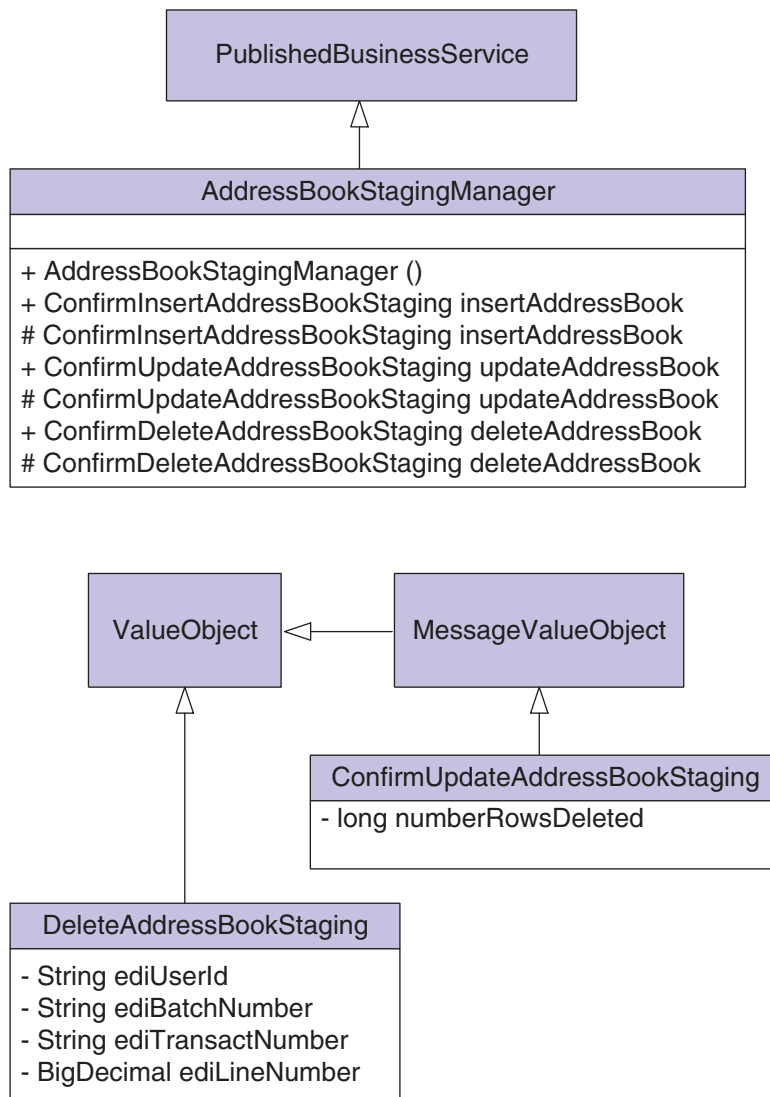 PublishedBusinessService
AddressBookStagingManager
+ AddressBookStagingManager ()
+ ConfirmInsertAddressBookStaging insertAddressBook
# ConfirmInsertAddressBookStaging insertAddressBook
+ ConfirmUpdateAddressBookStaging updateAddressBook
# ConfirmUpdateAddressBookStaging updateAddressBook
+ ConfirmDeleteAddressBookStaging deleteAddressBook
# ConfirmDeleteAddressBookStaging deleteAddressBook
ValueObject
MessageValueObject
ConfirmUpdateAddressBookStaging
- long numberRowsDeleted
DeleteAddressBookStaging
- String ediUserId
- String ediBatchNumber
- String ediTransactNumber
- BigDecimal ediLineNumber